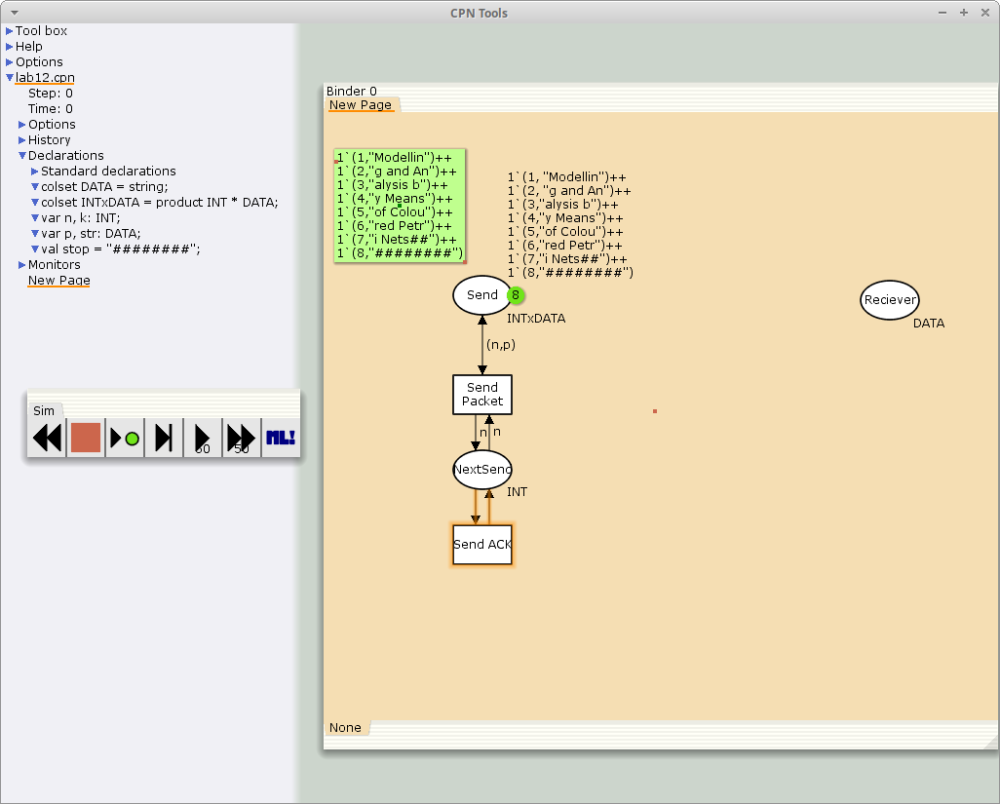 CPN Tools
Tool box
Help
Options
lab12.cpn
Step: 0
Time: 0
Options
History
Declarations
Standard declarations
colset DATA = string;
colset INTxDATA = product INT * DATA;
var n, k: INT;
var p, str: DATA;
val stop = "########";
Monitors
New Page
Sim
50
50
ML!
Binder 0
New Page
1`(1,"Modellin")++
1`(2,"g and An")++
1`(3,"alysis b")++
1`(4,"y Means")++
1`(5,"of Colou")++
1`(6,"red Petr")++
1`(7,"i Nets##")++
1`(8,"########")
1`(1, "Modellin")++
1`(2, "g and An")++
1`(3,"alysis b")++
1`(4,"y Means")++
1`(5,"of Colou")++
1`(6,"red Petr")++
1`(7,"i Nets##")++
1`(8,"########")
Send
8
INTxDATA
(n,p)
Send
Packet
n
n
NextSend
INT
Send ACK
Reciever
DATA
None